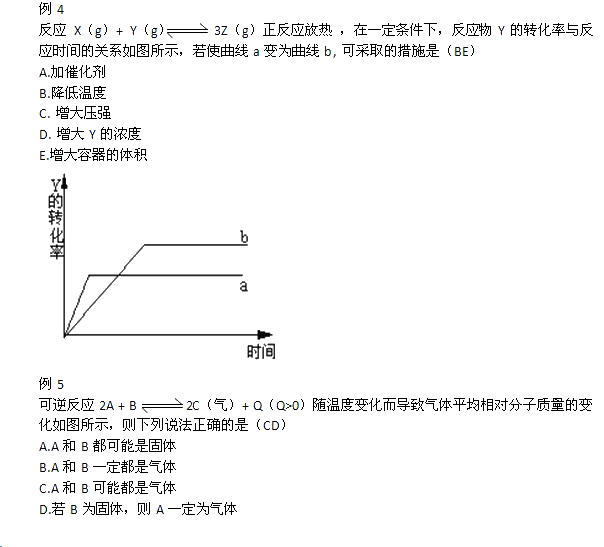 例 4
反应 X（g）+ Y（g）⇌ 3Z（g）正反应放热 ，在一定条件下，反应物 Y 的转化率与反
应时间的关系如图所示，若使曲线 a 变为曲线 b, 可采取的措施是（BE）
A.加催化剂
B.降低温度
C. 增大压强
D. 增大 Y 的浓度
E.增大容器的体积
Y的转化率
b
a
时间
例 5
可逆反应 2A + B ⇌ 2C（气）+ Q（Q>0）随温度变化而导致气体平均相对分子质量的变
化如图所示，则下列说法正确的是（CD）
A.A 和 B 都可能是固体
B.A 和 B 一定都是气体
C.A 和 B 可能都是气体
D.若 B 为固体，则 A 一定为气体